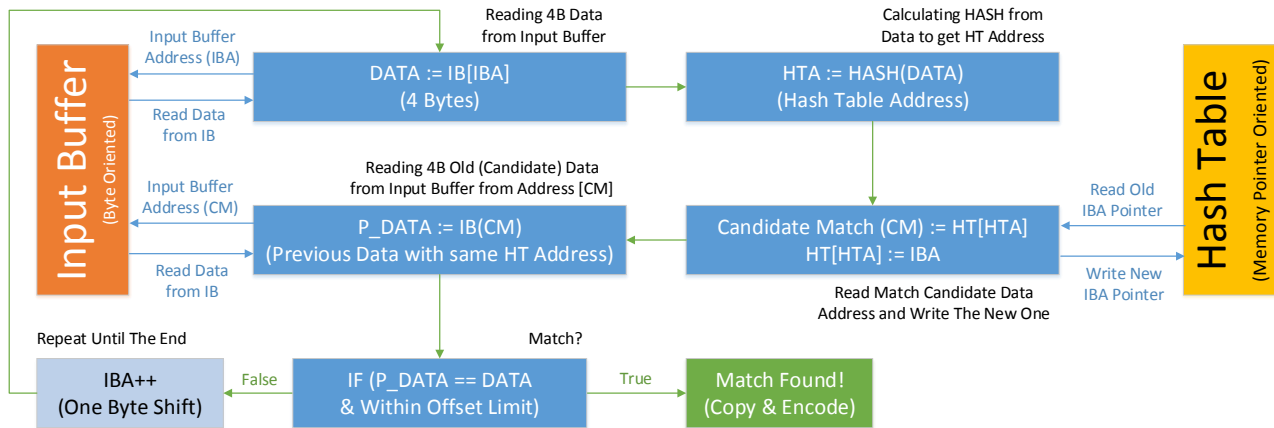 Reading 4B Data
from Input Buffer
Calculating HASH from
Data to get HT Address
Input Buffer
(Byte Oriented)
Input Buffer
Address (IBA)
Read Data
from IB
DATA := IB[IBA]
(4 Bytes)
HTA := HASH(DATA)
(Hash Table Address)
Hash Table
(Memory Pointer Oriented)
Reading 4B Old (Candidate) Data
from Input Buffer from Address [CM]
Input Buffer
Address (CM)
Read Data
from IB
P_DATA := IB(CM)
(Previous Data with same HT Address)
Candidate Match (CM) := HT[HTA]
HT[HTA] := IBA
Read Old
IBA Pointer
Write New
IBA Pointer
Read Match Candidate Data
Address and Write The New One
Repeat Until The End
Match?
IBA++
(One Byte Shift)
False
IF (P_DATA == DATA
& Within Offset Limit)
True
Match Found!
(Copy & Encode)